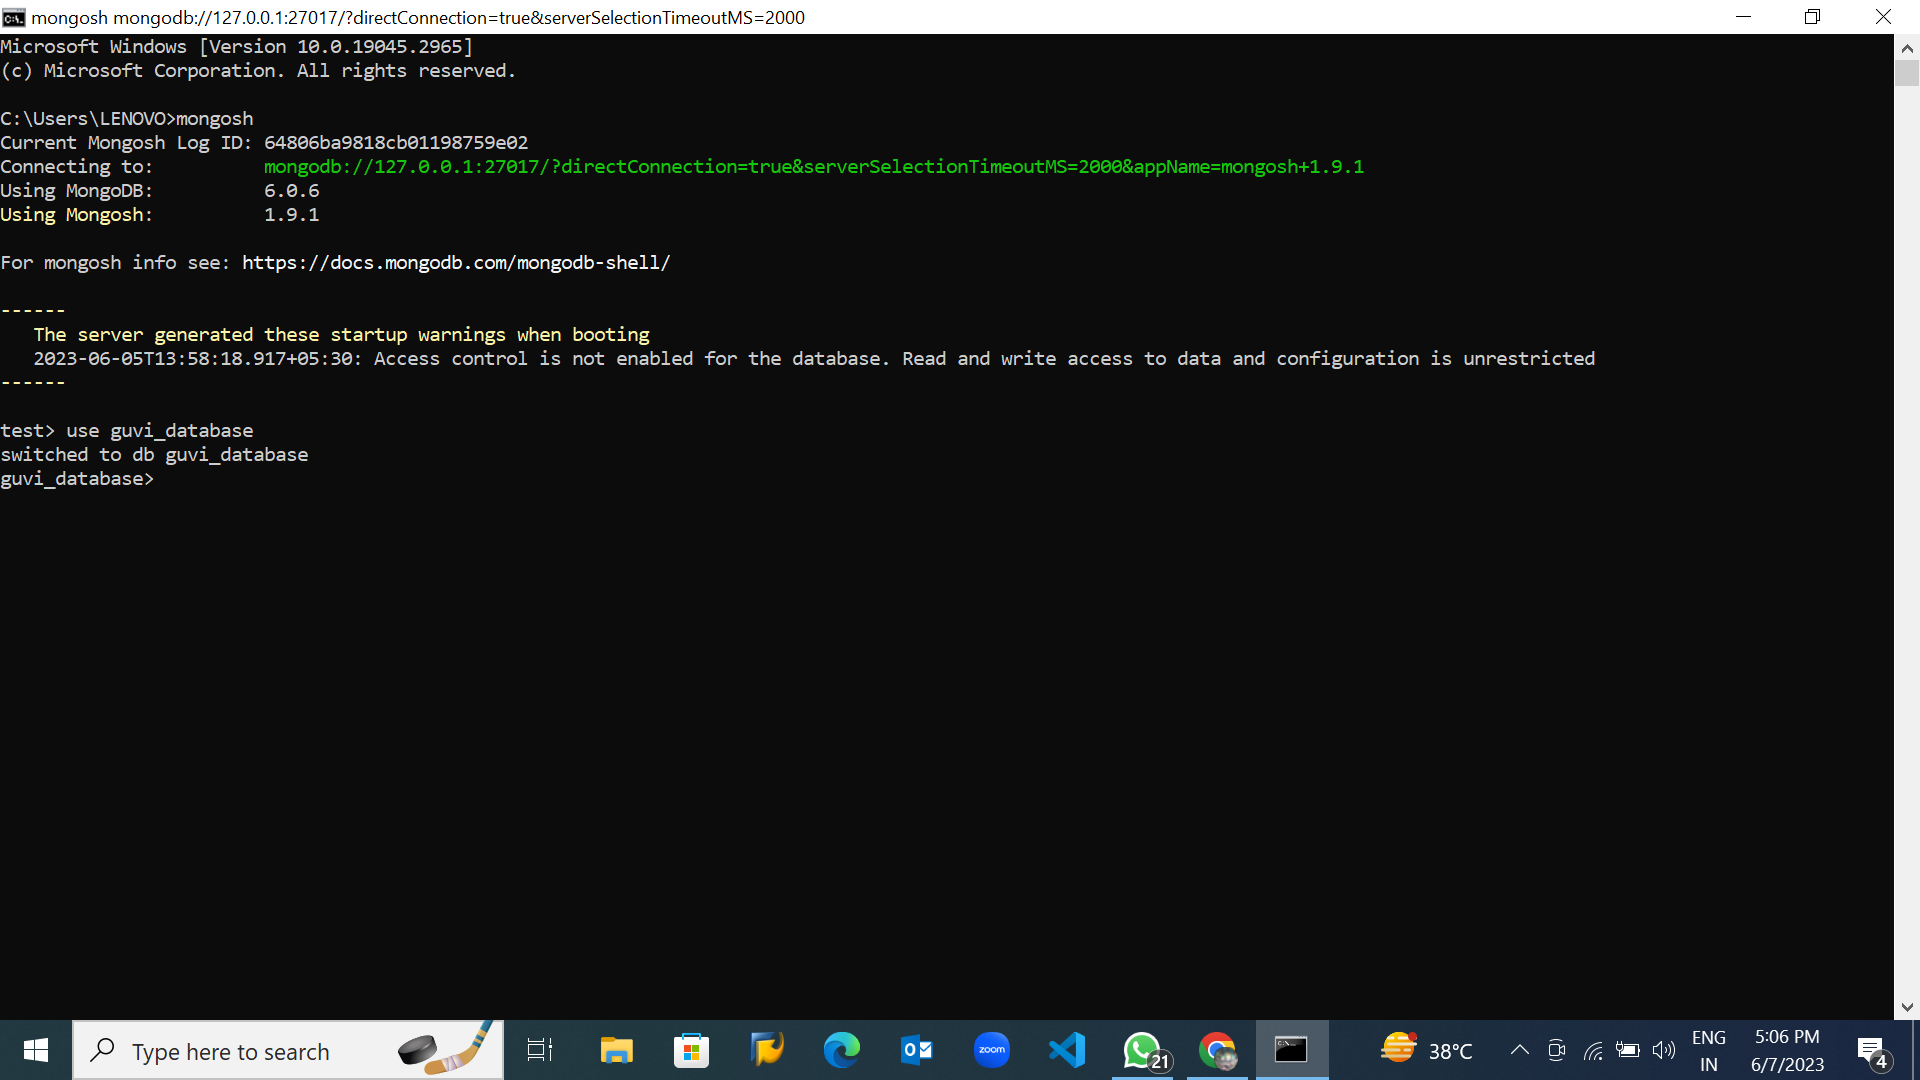 mongosh mongodb://127.0.0.1:27017/?directConnection=true&serverSelectionTimeoutMS=2000
Microsoft Windows [Version 10.0.19045.2965]
(c) Microsoft Corporation. All rights reserved.
C:\Users\LENOVO>mongosh
Current Mongosh Log ID: 64806ba9818cb01198759e02
Connecting to: mongodb://127.0.0.1:27017/?directConnection=true&serverSelectionTimeoutMS=2000&appName=mongosh+1.9.1
Using MongoDB: 6.0.6
Using Mongosh: 1.9.1
For mongosh info see: https://docs.mongodb.com/mongodb-shell/
------
The server generated these startup warnings when booting
2023-06-05T13:58:18.917+05:30: Access control is not enabled for the database. Read and write access to data and configuration is unrestricted
------
test> use guvi_database
switched to db guvi_database
guvi_database>
Type here to search
zoom
21
38°C
ENG
IN
5:06 PM
6/7/2023
4